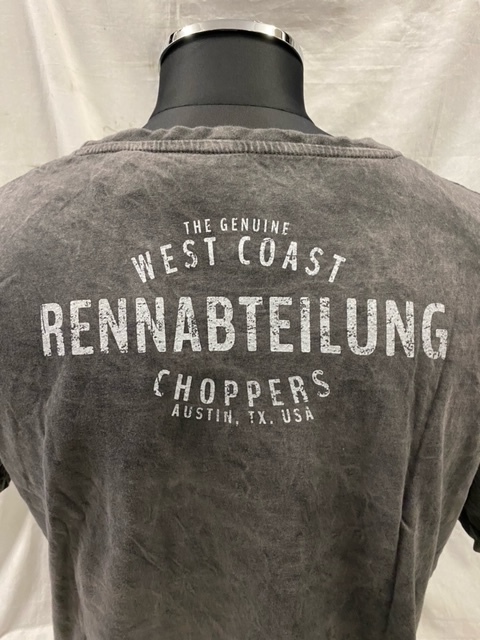 THE GENUINE
WEST COAST
RENNABTEILUNG
CHOPPERS
AUSTIN, TX. USA